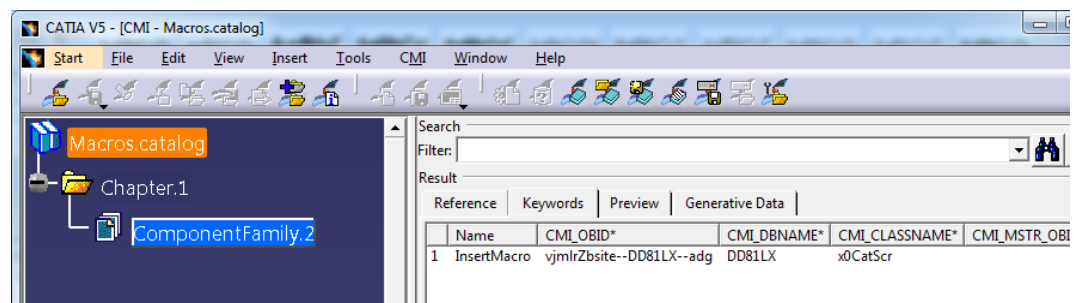 CATIA V5 - [CMI - Macros.catalog]
Start File Edit View Insert Tools CMI Window Help
Macros.catalog
Chapter.1
ComponentFamily.2
Search
Filter:
Result
Reference Keywords Preview Generative Data
Name CMI_OBID* CMI_DBNAME* CMI_CLASSNAME* CMI_MSTR_OBI
1 InsertMacro vjmlrZbsite--DD81LX--adg DD81LX x0CatScr